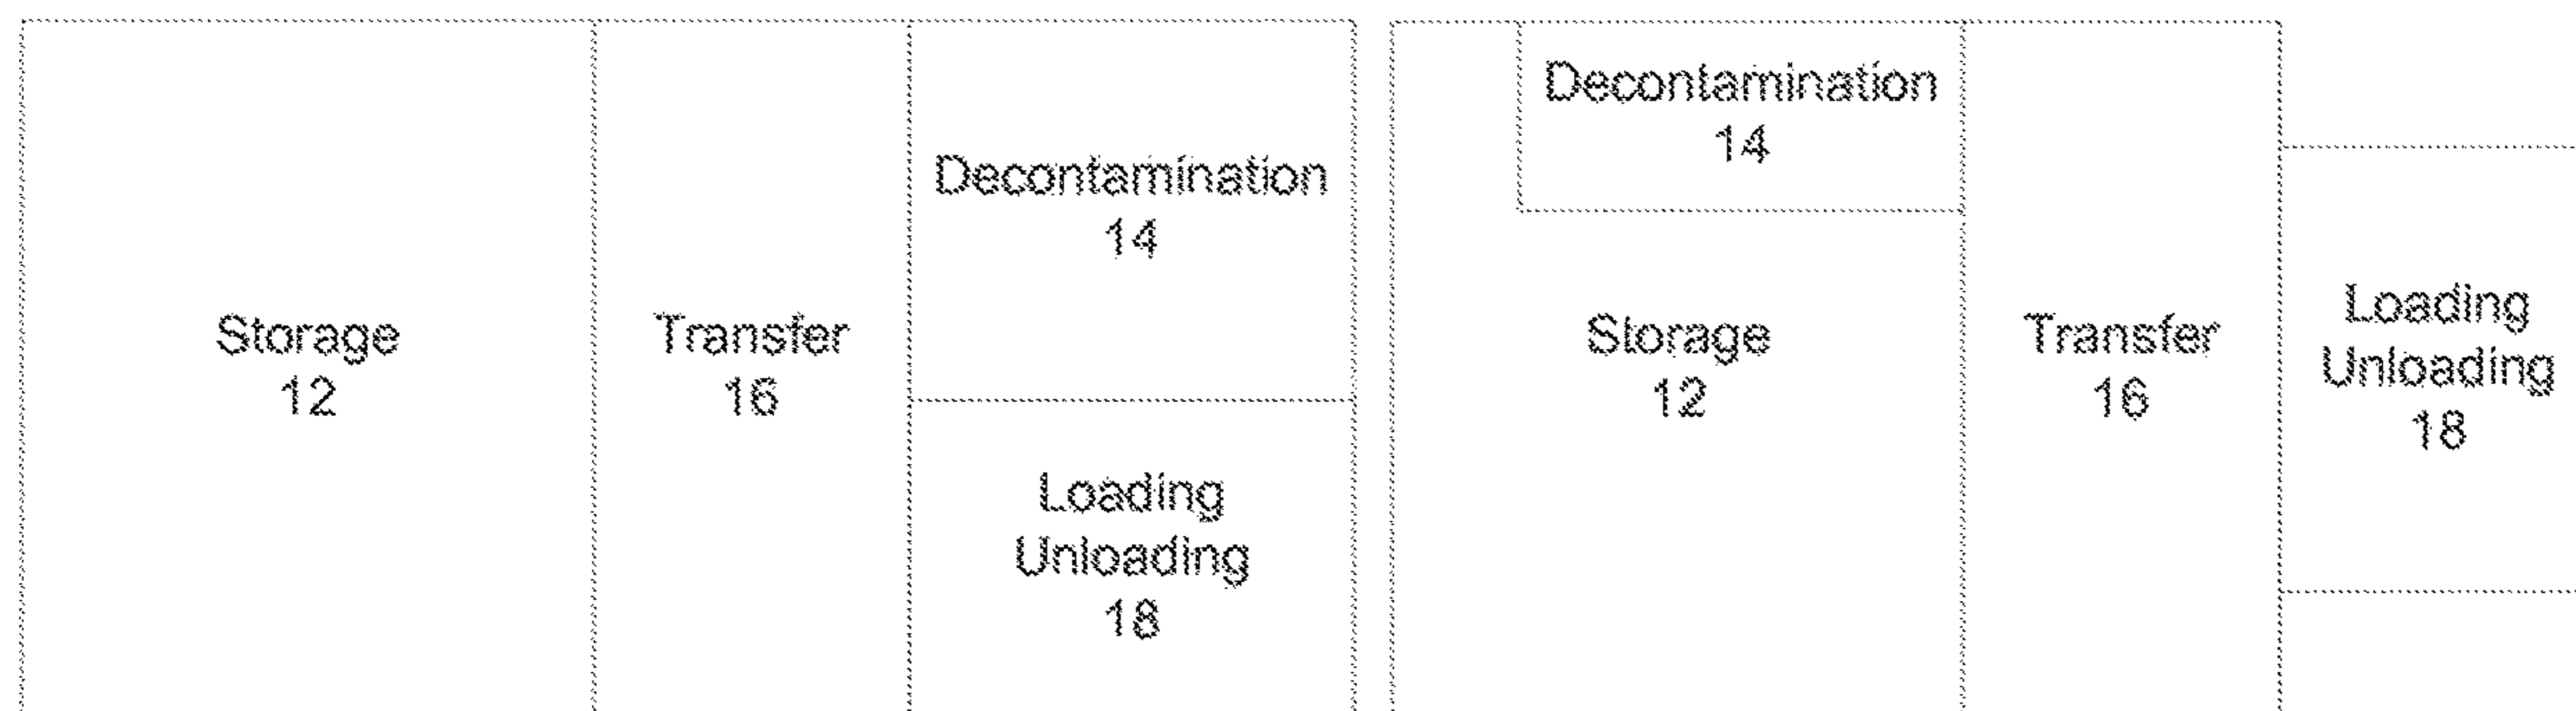 Storage
12
Transfer
16
Decontamination
14
Loading
Unloading
18
Decontamination
14
Storage
12
Transfer
16
Loading
Unloading
18